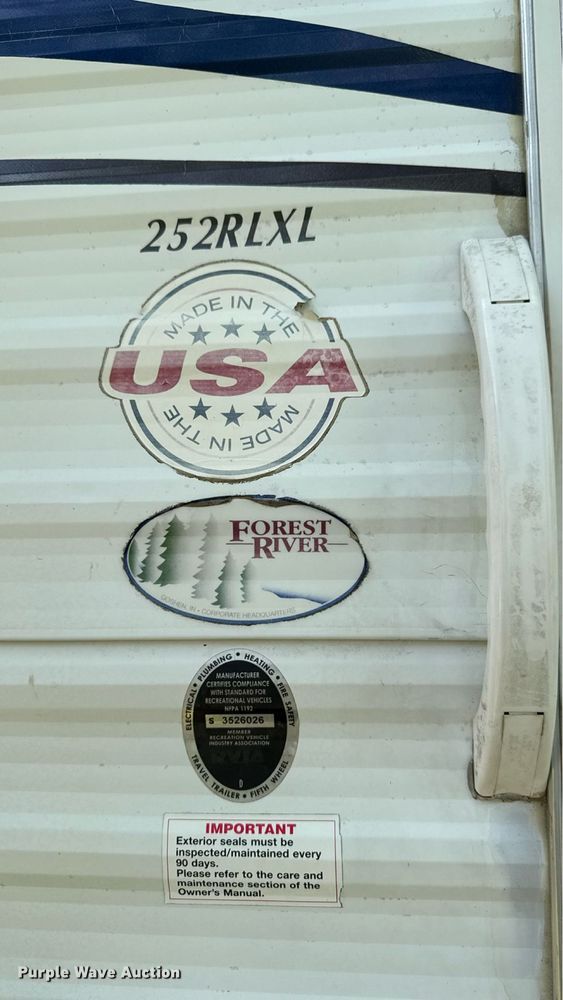 252RLXL
MADE IN THE
USA
MADE IN THE
FOREST
RIVER
GOSHEN, IN • CORPORATE HEADQUARTERS
ELECTRICAL • PLUMBING • HEATING • FIRE SAFETY
MANUFACTURER
CERTIFIES COMPLIANCE
WITH STANDARD FOR
RECREATIONAL VEHICLES
NFPA 1192
S 3526026
MEMBER
RECREATION VEHICLE
INDUSTRY ASSOCIATION
RVIA
D
TRAVEL TRAILER • FIFTH WHEEL
IMPORTANT
Exterior seals must be
inspected/maintained every
90 days.
Please refer to the care and
maintenance section of the
Owner's Manual.
Purple Wave Auction